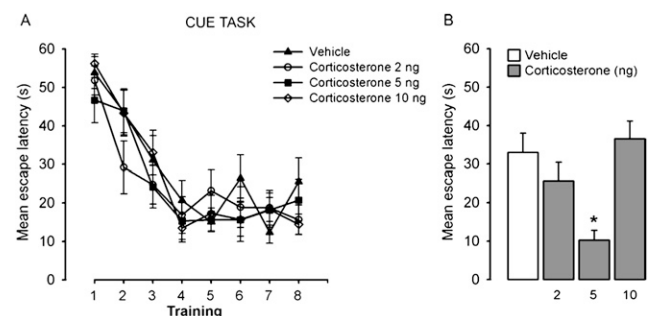 A
CUE TASK
Mean escape latency (s)
60
50
40
30
20
10
0
1 2 3 4 5 6 7 8
Training
Vehicle
Corticosterone 2 ng
Corticosterone 5 ng
Corticosterone 10 ng
B
Mean escape latency (s)
60
50
40
30
20
10
0
Vehicle
Corticosterone (ng)
*
2 5 10